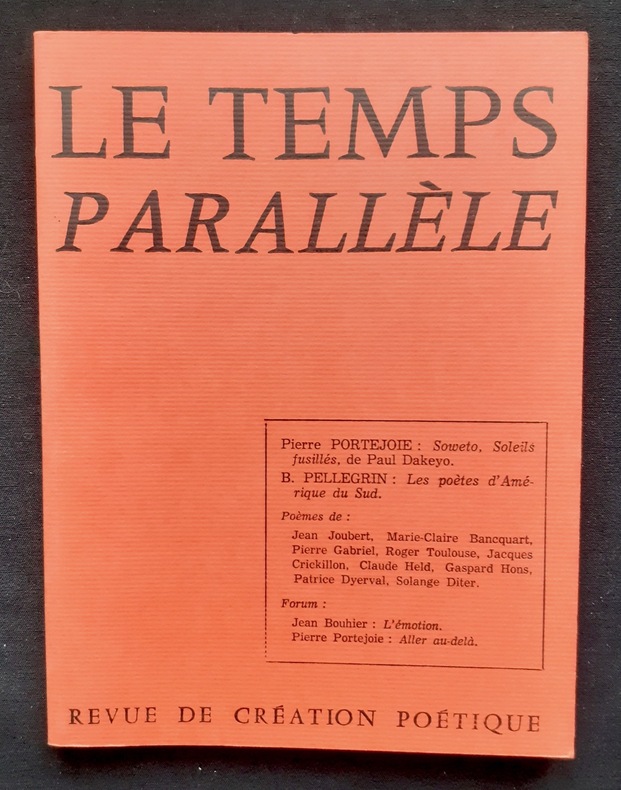 LE TEMPS
PARALLÈLE
Pierre PORTEJOIE : Soweto, Soleils
fusillés, de Paul Dakeyo.
B. PELLEGRIN : Les poètes d'Amé-
rique du Sud.
Poèmes de :
Jean Joubert, Marie-Claire Bancquart,
Pierre Gabriel, Roger Toulouse, Jacques
Crickillon, Claude Held, Gaspard Hons,
Patrice Dyerval, Solange Diter.
Forum :
Jean Bouhier : L'émotion.
Pierre Portejoie : Aller au-delà.
REVUE DE CRÉATION POÉTIQUE